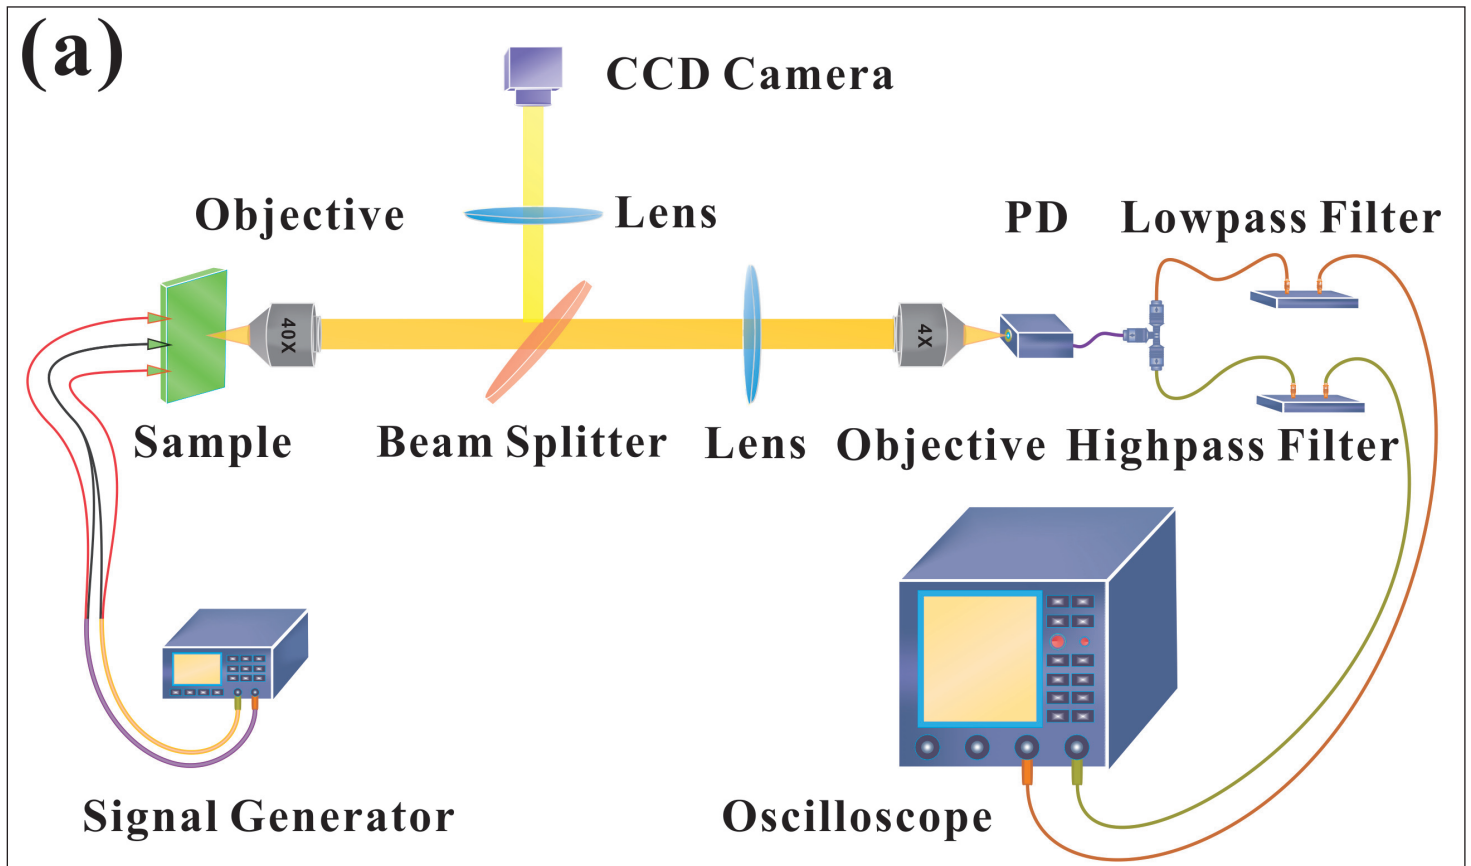 (a)
CCD Camera
Objective
Lens
PD
Lowpass Filter
40X
4X
Sample
Beam Splitter
Lens
Objective
Highpass Filter
Signal Generator
Oscilloscope